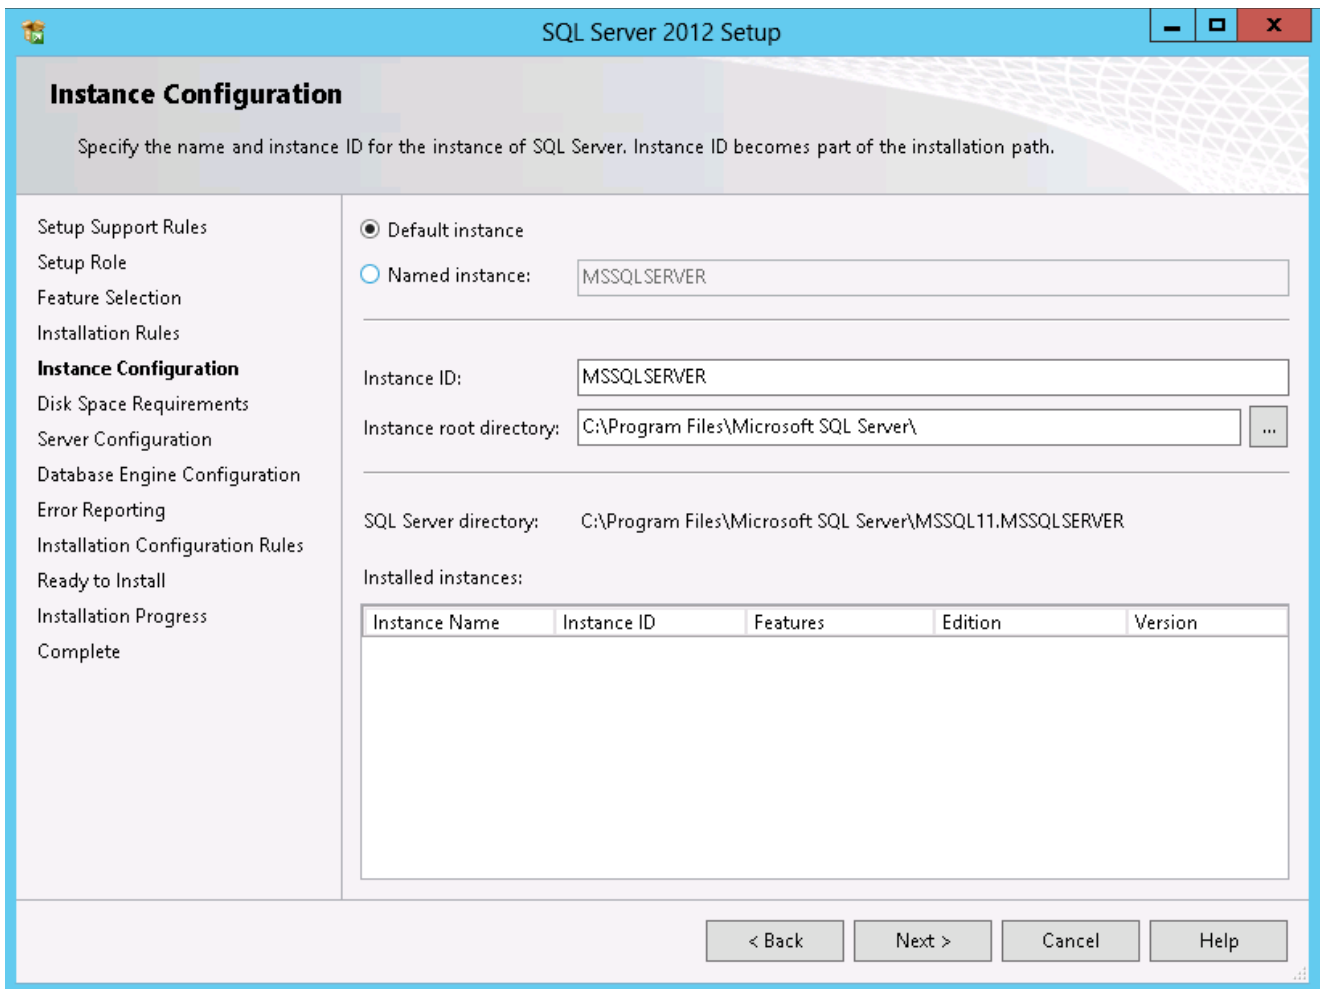 SQL Server 2012 Setup
Instance Configuration
Specify the name and instance ID for the instance of SQL Server. Instance ID becomes part of the installation path.
Setup Support Rules
Setup Role
Feature Selection
Installation Rules
Instance Configuration
Disk Space Requirements
Server Configuration
Database Engine Configuration
Error Reporting
Installation Configuration Rules
Ready to Install
Installation Progress
Complete
Default instance
Named instance: MSSQLSERVER
Instance ID: MSSQLSERVER
Instance root directory: C:\Program Files\Microsoft SQL Server\ ...
SQL Server directory: C:\Program Files\Microsoft SQL Server\MSSQL11.MSSQLSERVER
Installed instances:
Instance Name Instance ID Features Edition Version
< Back Next > Cancel Help